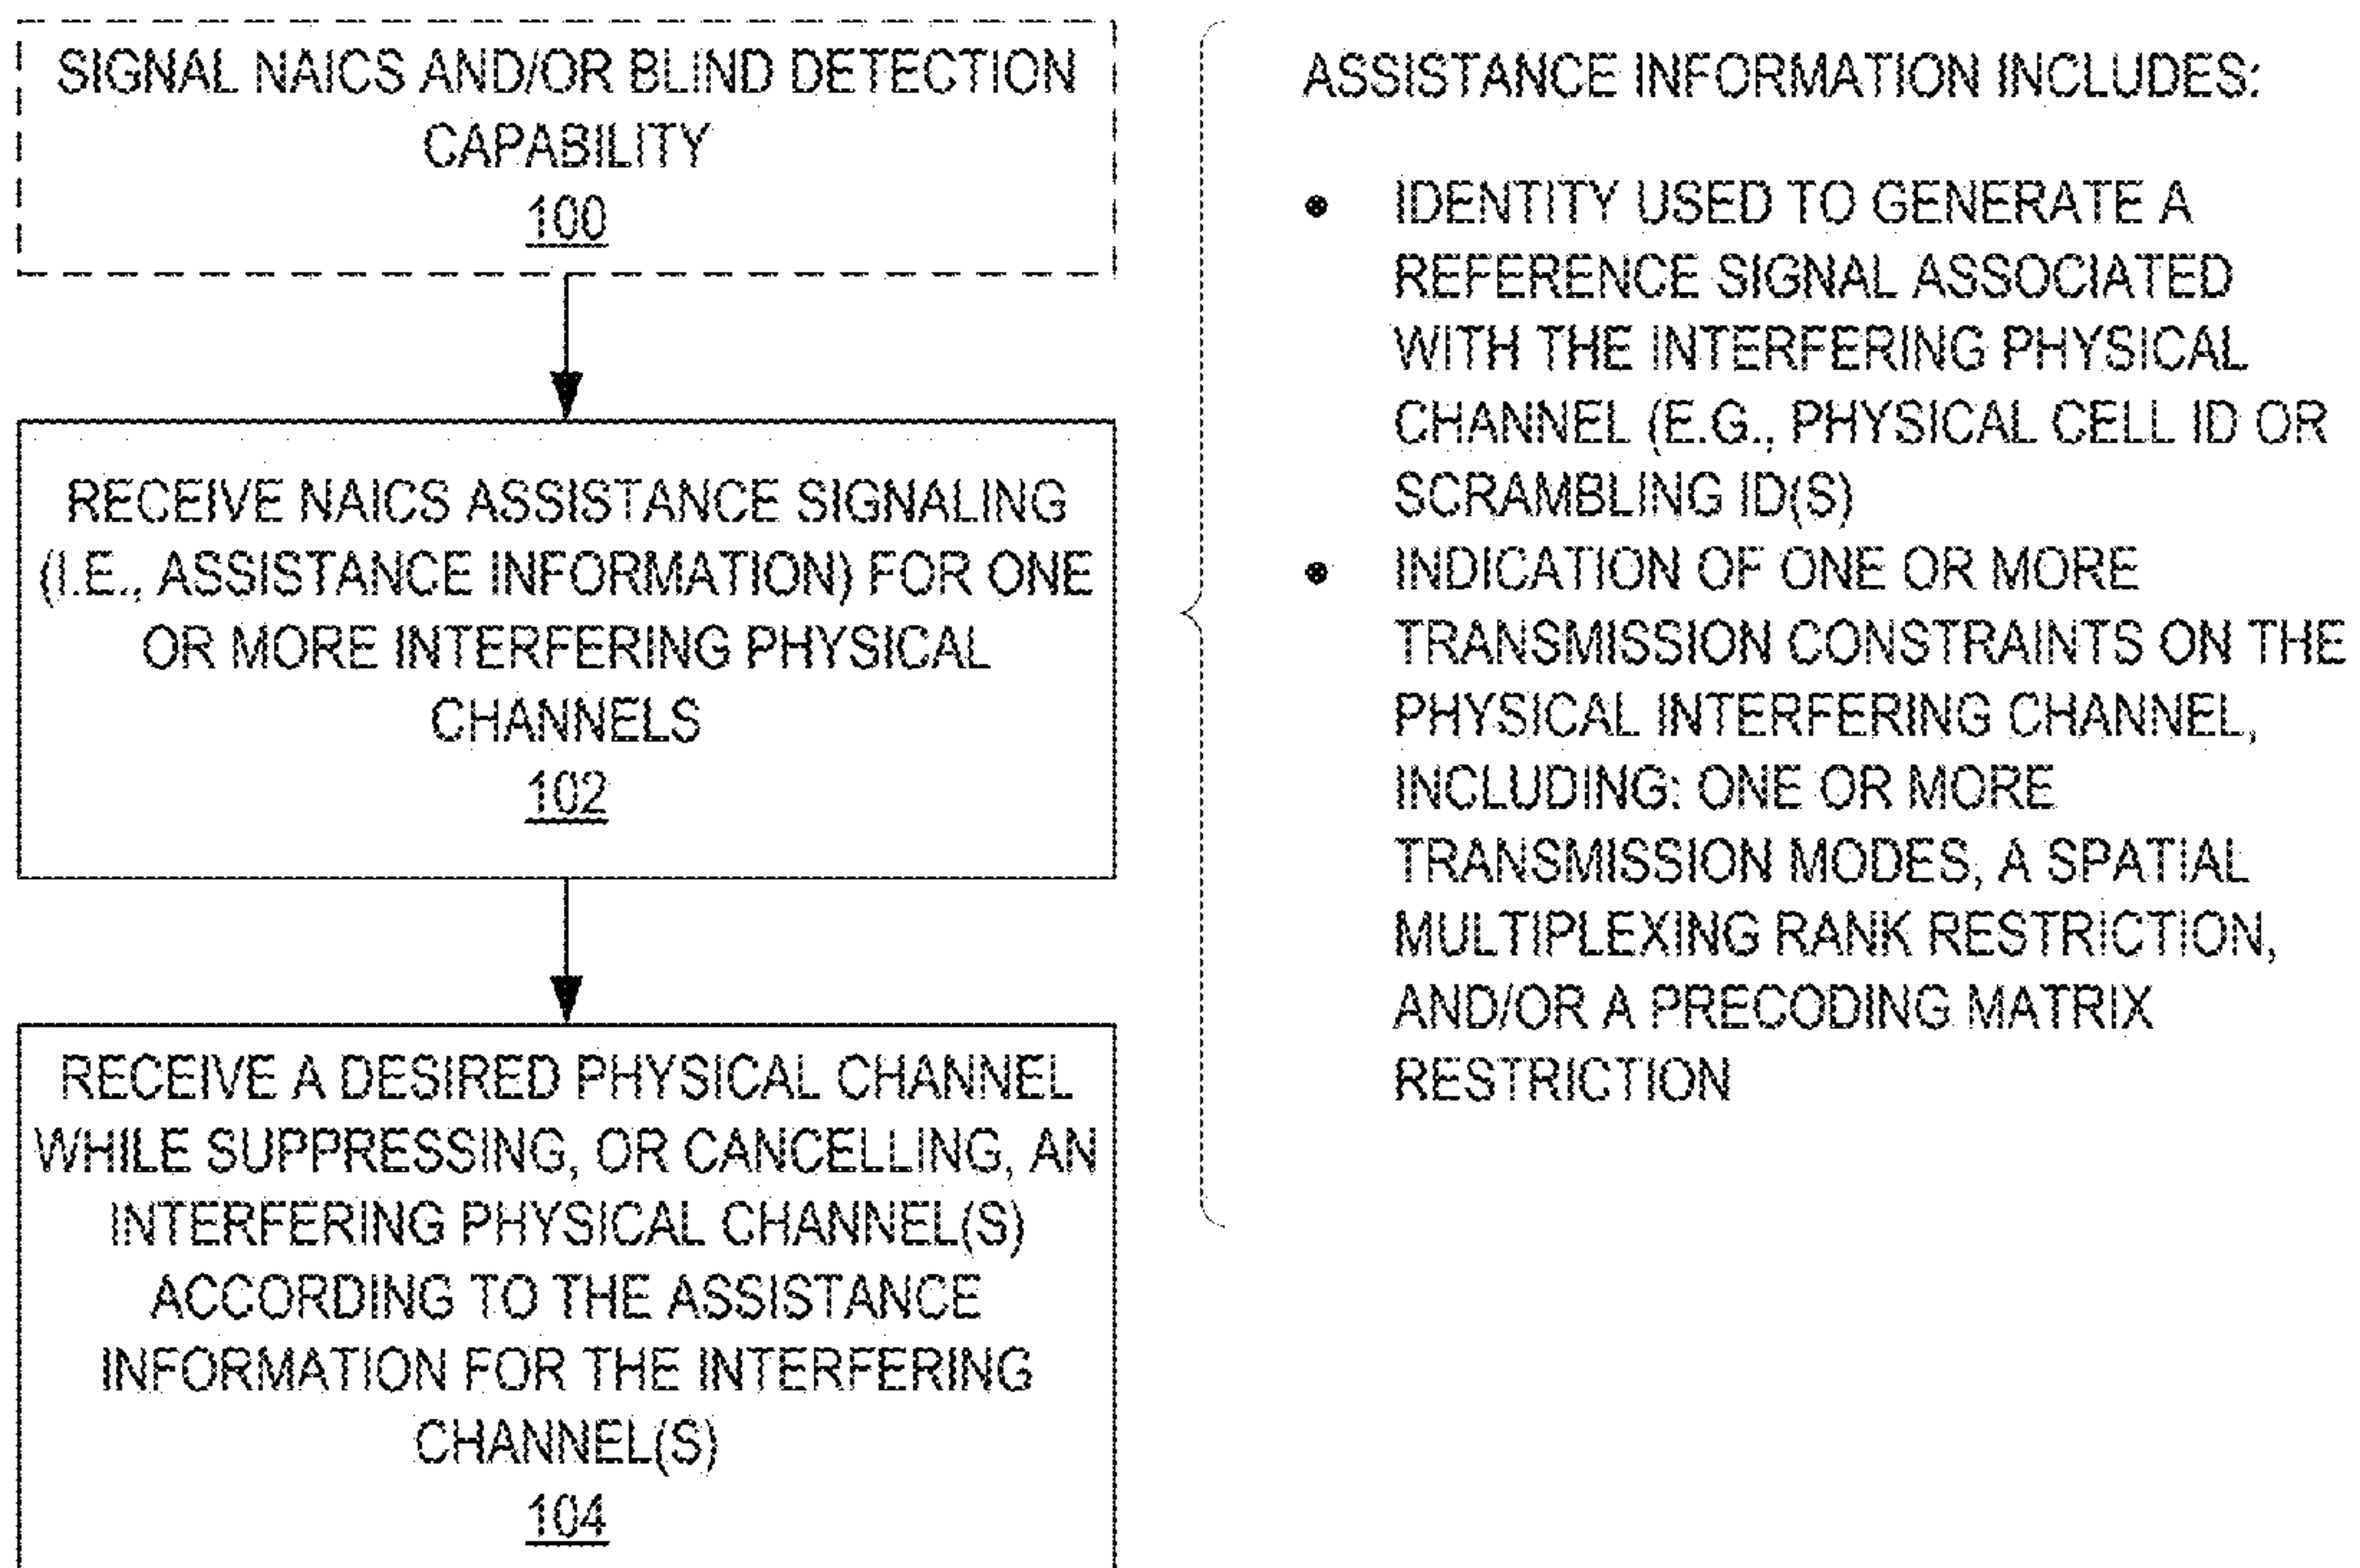 SIGNAL NAICS AND/OR BLIND DETECTION
CAPABILITY
100
RECEIVE NAICS ASSISTANCE SIGNALING
(I.E., ASSISTANCE INFORMATION) FOR ONE
OR MORE INTERFERING PHYSICAL
CHANNELS
102
RECEIVE A DESIRED PHYSICAL CHANNEL
WHILE SUPPRESSING, OR CANCELLING, AN
INTERFERING PHYSICAL CHANNEL(S)
ACCORDING TO THE ASSISTANCE
INFORMATION FOR THE INTERFERING
CHANNEL(S)
104
ASSISTANCE INFORMATION INCLUDES:
• IDENTITY USED TO GENERATE A
REFERENCE SIGNAL ASSOCIATED
WITH THE INTERFERING PHYSICAL
CHANNEL (E.G., PHYSICAL CELL ID OR
SCRAMBLING ID(S)
• INDICATION OF ONE OR MORE
TRANSMISSION CONSTRAINTS ON THE
PHYSICAL INTERFERING CHANNEL,
INCLUDING: ONE OR MORE
TRANSMISSION MODES, A SPATIAL
MULTIPLEXING RANK RESTRICTION,
AND/OR A PRECODING MATRIX
RESTRICTION